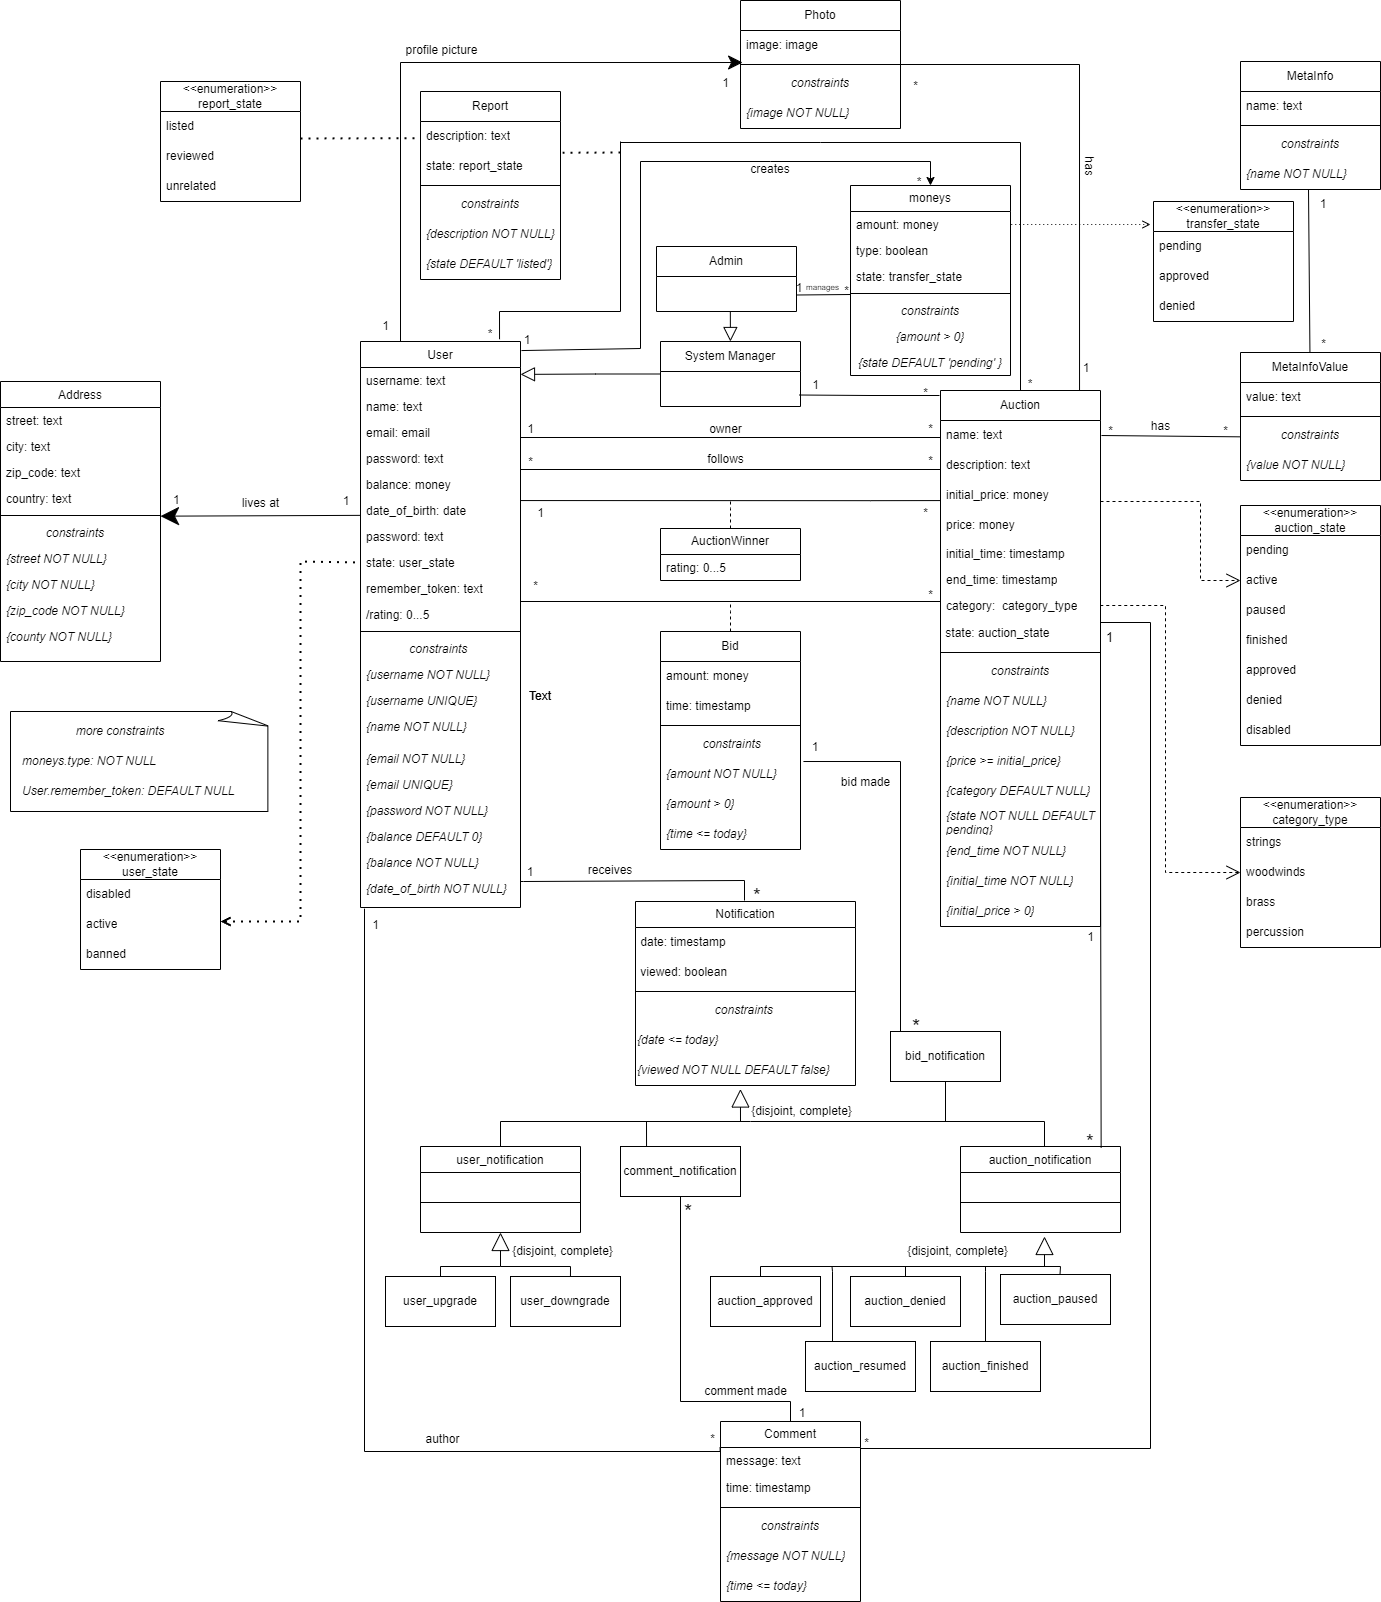 Photo
image: image
constraints
{image NOT NULL}
profile picture
1
*
has
<<enumeration>>
report_state
listed
reviewed
unrelated
Report
description: text
state: report_state
constraints
{description NOT NULL}
{state DEFAULT 'listed'}
MetaInfo
name: text
constraints
{name NOT NULL}
1
*
creates
*
moneys
amount: money
type: boolean
state: transfer_state
constraints
{amount > 0}
{state DEFAULT 'pending' }
<<enumeration>>
transfer_state
pending
approved
denied
Admin
1 manages *
System Manager
1
*
1
*
1
*
1
User
username: text
name: text
email: email
password: text
balance: money
date_of_birth: date
password: text
state: user_state
remember_token: text
/rating: 0...5
constraints
{username NOT NULL}
{username UNIQUE}
{name NOT NULL}
{email NOT NULL}
{email UNIQUE}
{password NOT NULL}
{balance DEFAULT 0}
{balance NOT NULL}
{date_of_birth NOT NULL}
Address
street: text
city: text
zip_code: text
country: text
constraints
{street NOT NULL}
{city NOT NULL}
{zip_code NOT NULL}
{county NOT NULL}
1
lives at
1
1
owner
*
*
follows
*
1
*
AuctionWinner
rating: 0...5
*
*
Bid
amount: money
time: timestamp
constraints
{amount NOT NULL}
{amount > 0}
{time <= today}
Text
Auction
name: text
description: text
initial_price: money
price: money
initial_time: timestamp
end_time: timestamp
category:  category_type
state: auction_state
constraints
{name NOT NULL}
{description NOT NULL}
{price >= initial_price}
{category DEFAULT NULL}
{state NOT NULL DEFAULT
pending}
{end_time NOT NULL}
{initial_time NOT NULL}
{initial_price > 0}
*
has
*
MetaInfoValue
value: text
constraints
{value NOT NULL}
<<enumeration>>
auction_state
pending
active
paused
finished
approved
denied
disabled
1
<<enumeration>>
category_type
strings
woodwinds
brass
percussion
more constraints
moneys.type: NOT NULL
User.remember_token: DEFAULT NULL
<<enumeration>>
user_state
disabled
active
banned
1
bid made
*
1
receives
*
1
1
Notification
date: timestamp
viewed: boolean
constraints
{date <= today}
{viewed NOT NULL DEFAULT false}
bid_notification
{disjoint, complete}
*
user_notification
comment_notification
auction_notification
*
{disjoint, complete}
{disjoint, complete}
user_upgrade
user_downgrade
auction_approved
auction_denied
auction_paused
auction_resumed
auction_finished
comment made
1
author
*
*
Comment
message: text
time: timestamp
constraints
{message NOT NULL}
{time <= today}